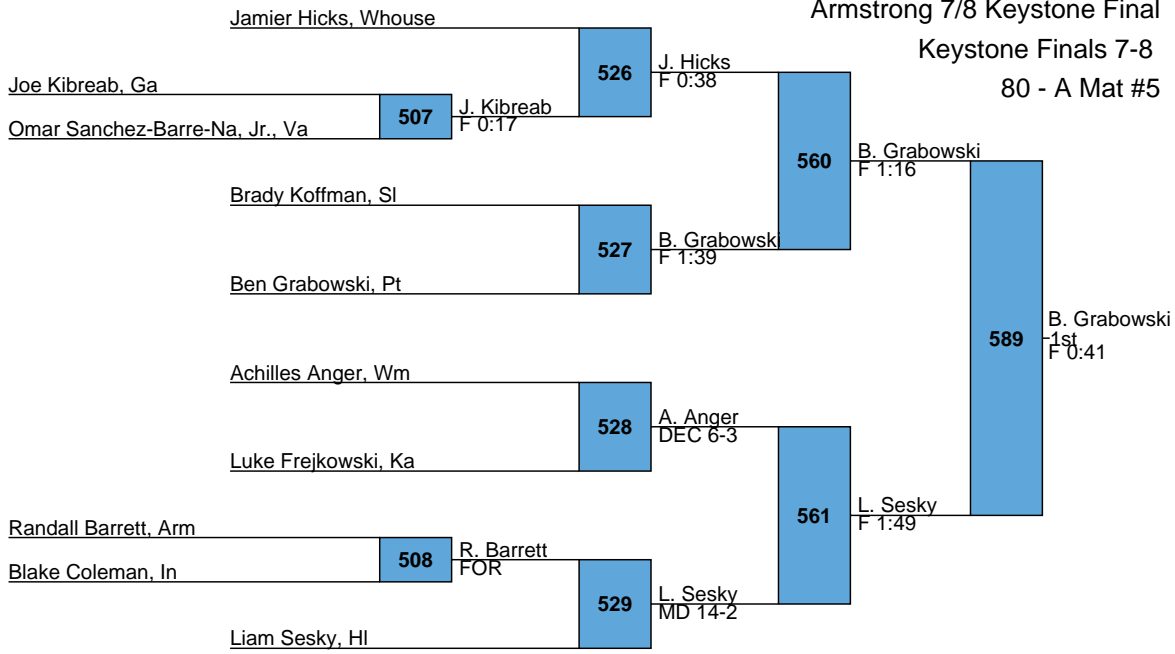 Armstrong 7/8 Keystone Final
Keystone Finals 7-8
80 - A Mat #5
Jamier Hicks, Whouse
526
J. Hicks
F 0:38
Joe Kibreab, Ga
507
J. Kibreab
F 0:17
Omar Sanchez-Barre-Na, Jr., Va
560
B. Grabowski
F 1:16
Brady Koffman, Sl
527
B. Grabowski
F 1:39
Ben Grabowski, Pt
589
B. Grabowski
1st
F 0:41
Achilles Anger, Wm
528
A. Anger
DEC 6-3
Luke Frejkowski, Ka
561
L. Sesky
F 1:49
Randall Barrett, Arm
508
R. Barrett
FOR
Blake Coleman, In
529
L. Sesky
MD 14-2
Liam Sesky, Hl